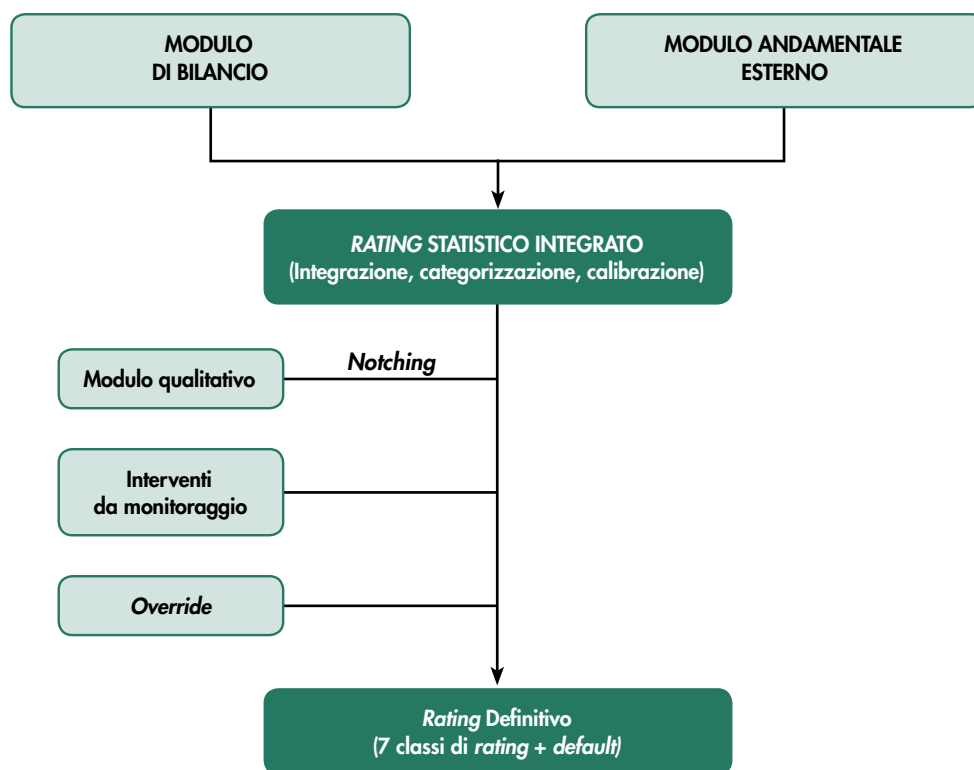 MODULO
DI BILANCIO
MODULO ANDAMENTALE
ESTERNO
RATING STATISTICO INTEGRATO
(Integrazione, categorizzazione, calibrazione)
Notching
Modulo qualitativo
Interventi
da monitoraggio
Override
Rating Definitivo
(7 classi di rating + default)